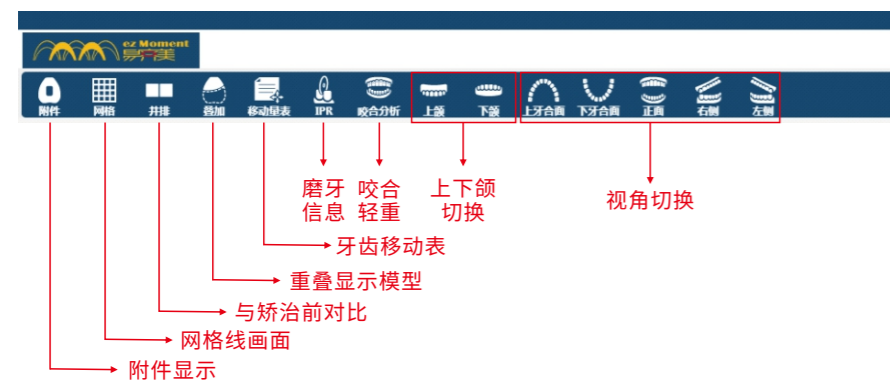 ez Moment
易完美
附件 网格 并排 叠加 移动量表 IPR 咬合分析 上颌 下颌 上牙合面 下牙合面 正面 右侧 左侧
磨牙 咬合 上下颌
信息 轻重 切换
视角切换
牙齿移动表
重叠显示模型
与矫治前对比
网格线画面
附件显示